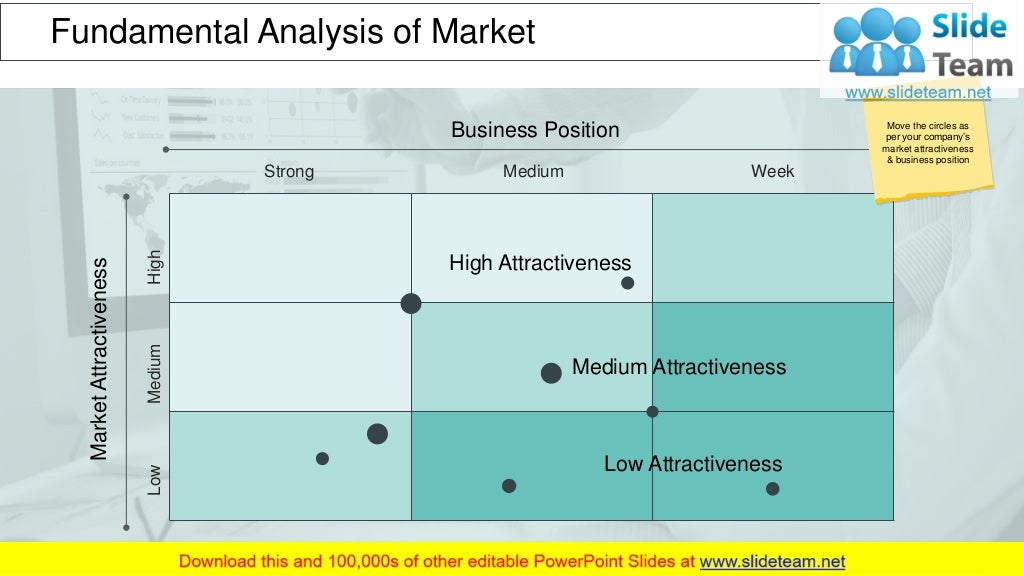 Fundamental Analysis of Market
Slide
Team
www.slideteam.net
Move the circles as
per your company's
market attractiveness
& business position
Business Position
Strong
Medium
Week
Market Attractiveness
High
Medium
Low
High Attractiveness
Medium Attractiveness
Low Attractiveness
Download this and 100,000s of other editable PowerPoint Slides at www.slideteam.net